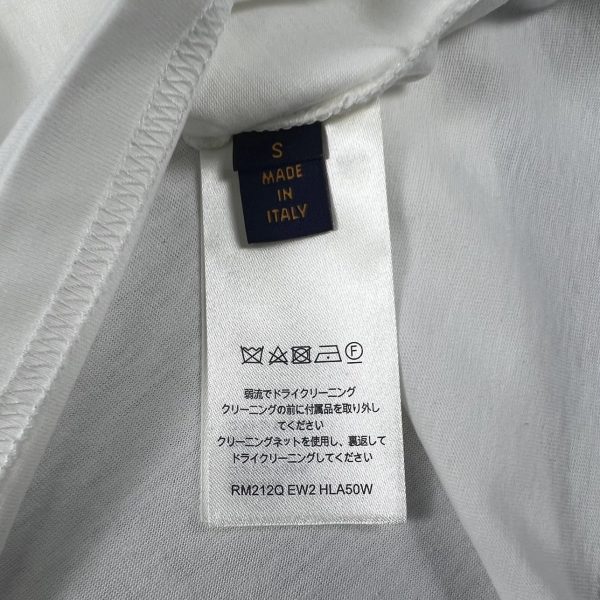 S
MADE
IN
ITALY
F
弱流でドライクリーニング
クリーニングの前に付属品を取り外し
てください
クリーニングネットを使用し、裏返して
ドライクリーニングしてください
RM212Q EW2 HLA50W